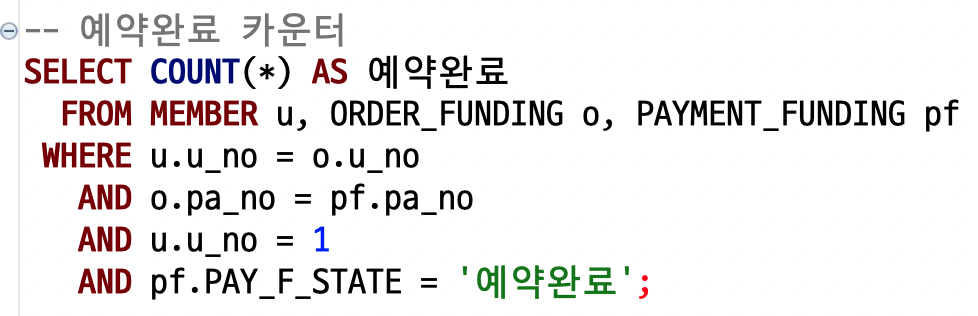 -- 예약완료 카운터
SELECT COUNT(*) AS 예약완료
FROM MEMBER u, ORDER_FUNDING o, PAYMENT_FUNDING pf
WHERE u.u_no = o.u_no
AND o.pa_no = pf.pa_no
AND u.u_no = 1
AND pf.PAY_F_STATE = '예약완료';